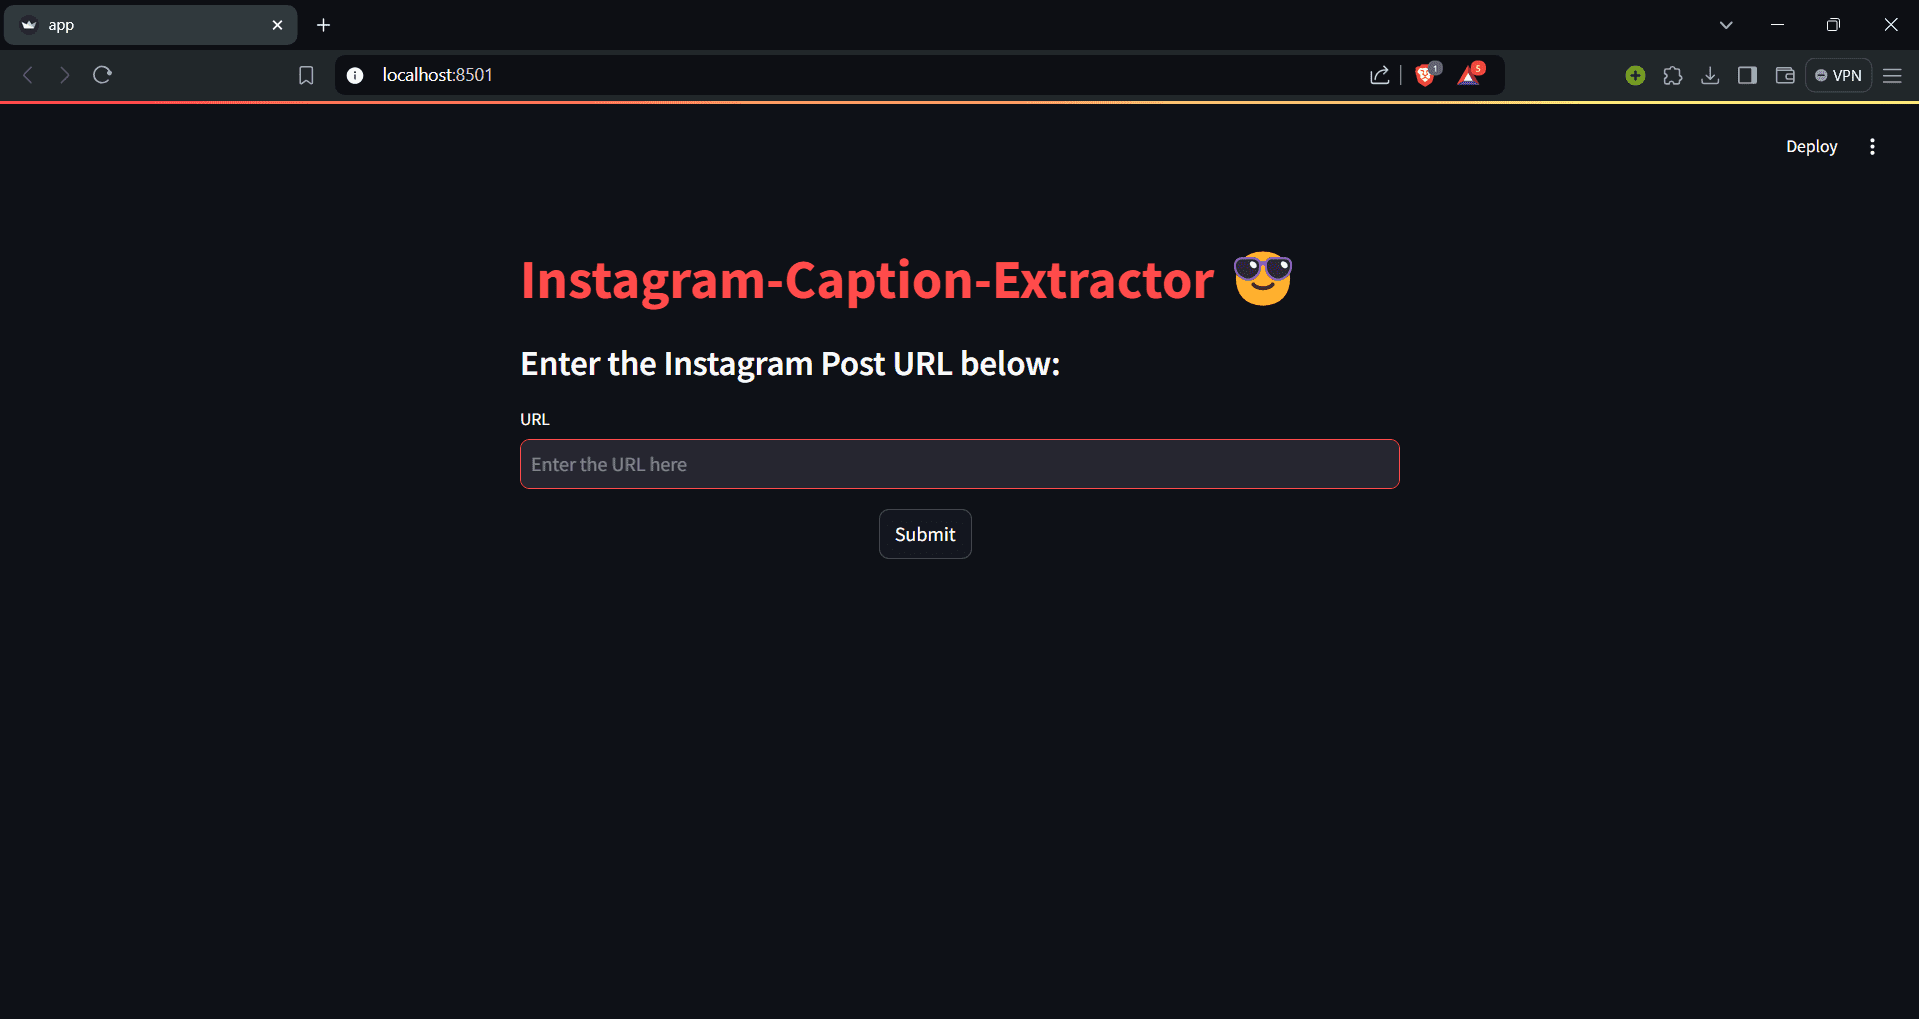 app
localhost:8501
1
5
VPN
Deploy
Instagram-Caption-Extractor 😎
Enter the Instagram Post URL below:
URL
Enter the URL here
Submit